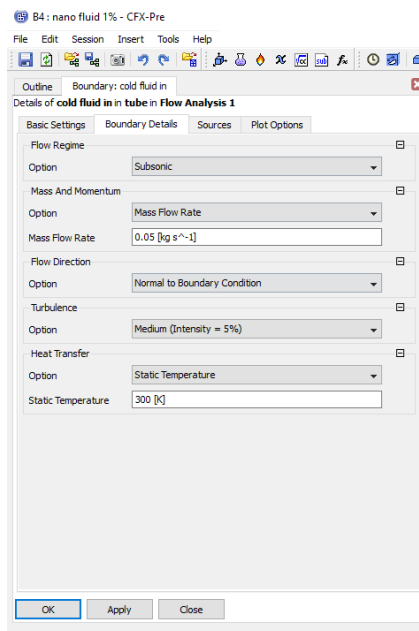 B4 : nano fluid 1% - CFX-Pre
File Edit Session Insert Tools Help
Outline Boundary: cold fluid in
Details of cold fluid in in tube in Flow Analysis 1
Basic Settings Boundary Details Sources Plot Options
Flow Regime
Option Subsonic
Mass And Momentum
Option Mass Flow Rate
Mass Flow Rate 0.05 [kg s^-1]
Flow Direction
Option Normal to Boundary Condition
Turbulence
Option Medium (Intensity = 5%)
Heat Transfer
Option Static Temperature
Static Temperature 300 [K]
OK Apply Close